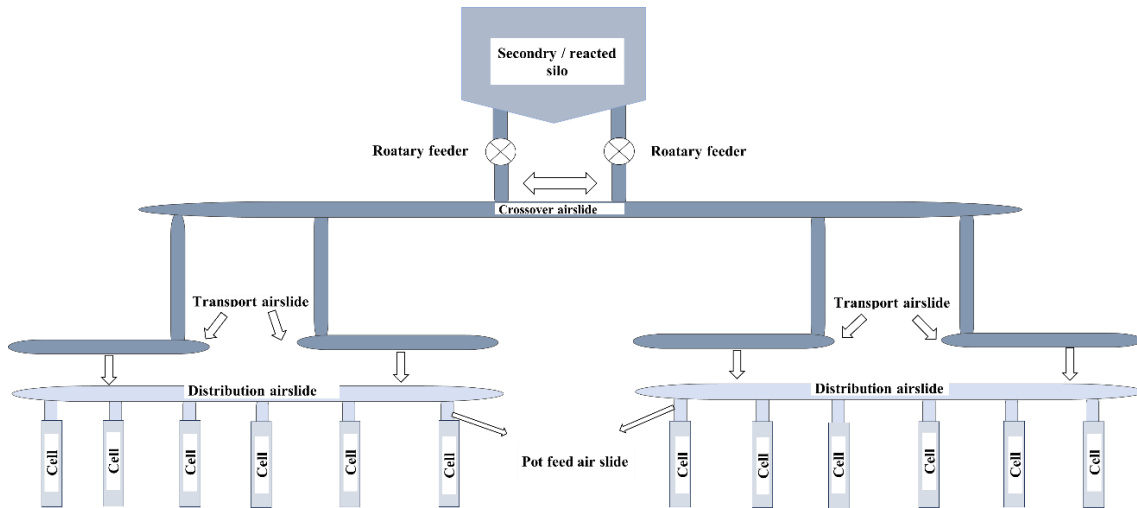 Secondry / reacted
silo
Roatary feeder
Roatary feeder
Crossover airslide
Transport airslide
Transport airslide
Distribution airslide
Distribution airslide
Cell
Cell
Cell
Cell
Cell
Cell
Pot feed air slide
Cell
Cell
Cell
Cell
Cell
Cell